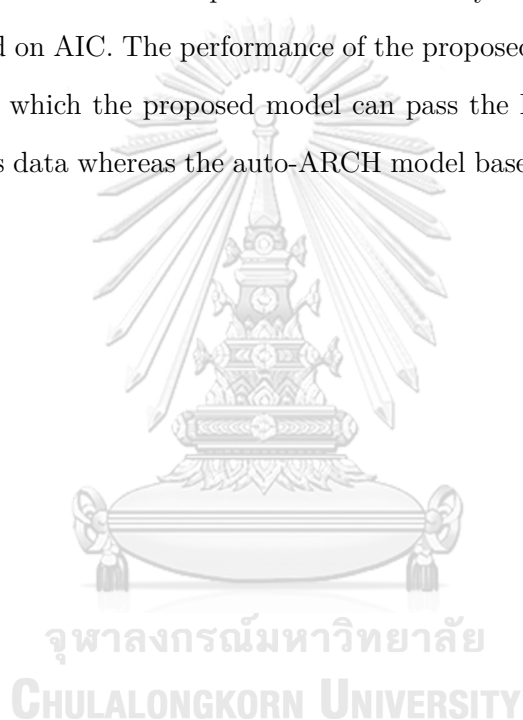 d on AIC. The performance of the proposed
which the proposed model can pass the
s data whereas the auto-ARCH model base
จุฬาลงกรณ์มหาวิทยาลัย
CHULALONGKORN UNIVERSITY